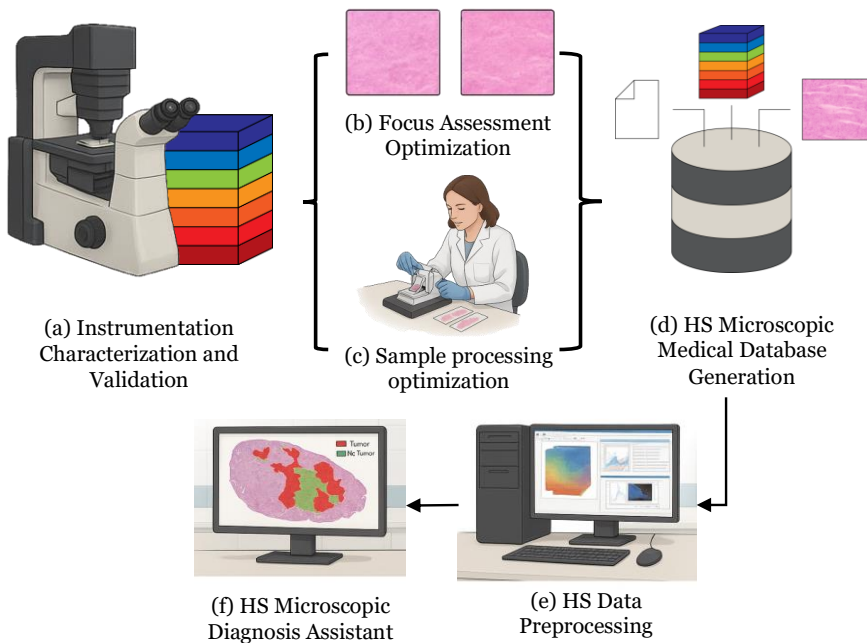 (b) Focus Assessment
Optimization
(a) Instrumentation
Characterization and
Validation
(c) Sample processing
optimization
(d) HS Microscopic
Medical Database
Generation
Tumor
Nc Tumor
(f) HS Microscopic
Diagnosis Assistant
(e) HS Data
Preprocessing